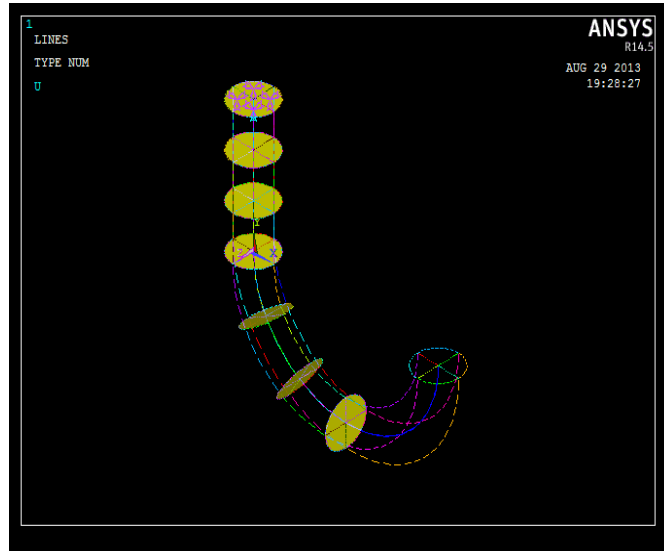 1
LINES
TYPE NUM
U
ANSYS
R14.5
AUG 29 2013
19:28:27
Y
X